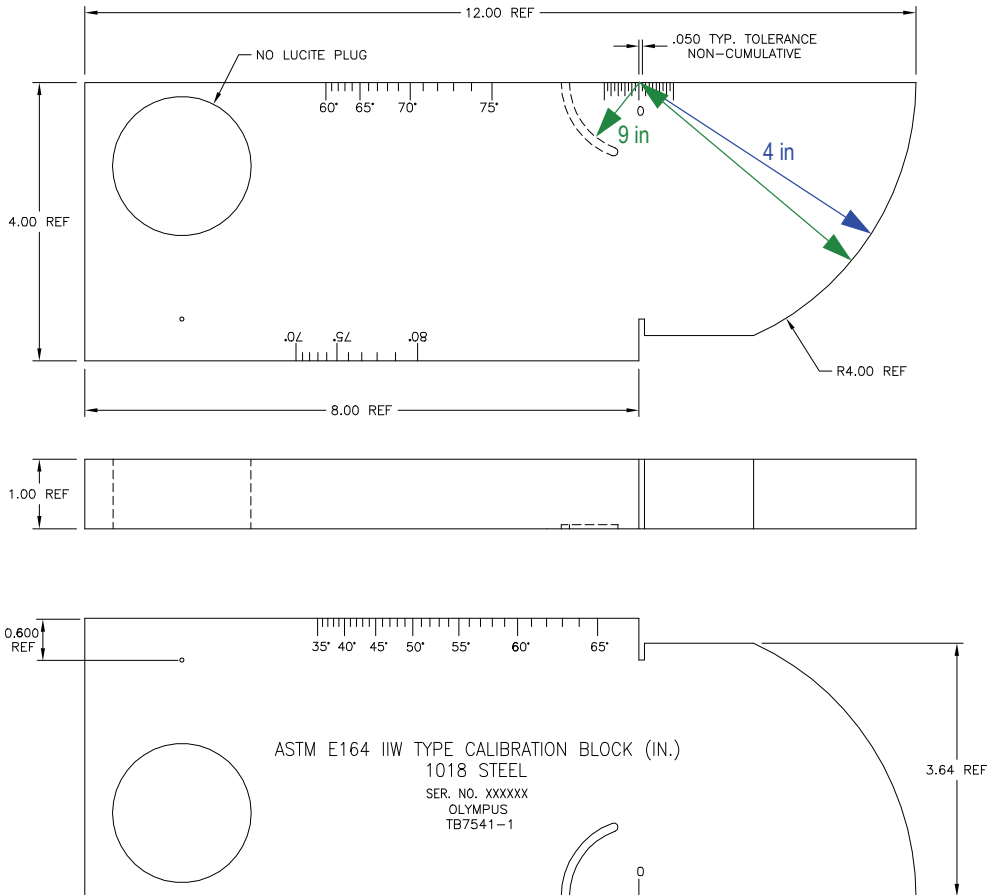 12.00 REF
.050 TYP. TOLERANCE
NON-CUMULATIVE
NO LUCITE PLUG
60° 65° 70° 75°
0
9 in
4 in
4.00 REF
70° 75° 80°
R4.00 REF
8.00 REF
1.00 REF
0.600
REF
35° 40° 45° 50° 55° 60° 65°
ASTM E164 IIW TYPE CALIBRATION BLOCK (IN.)
1018 STEEL
SER. NO. XXXXXX
OLYMPUS
TB7541-1
3.64 REF
0